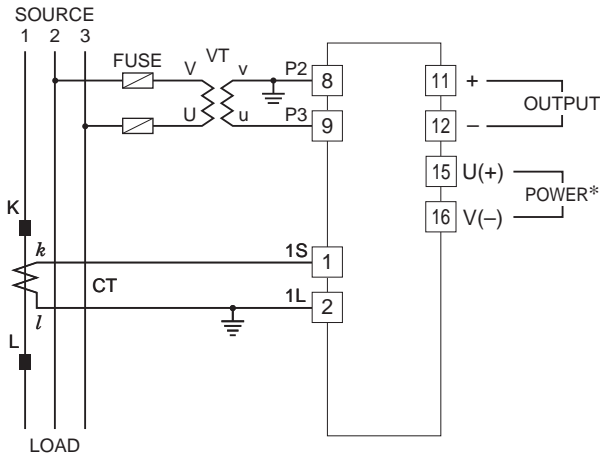 SOURCE
1 2 3
FUSE
VT
V v P2 8
U u P3 9
11 +
OUTPUT
12 –
15 U(+)
POWER*
16 V(–)
K
k 1S 1
CT
l 1L 2
L
LOAD